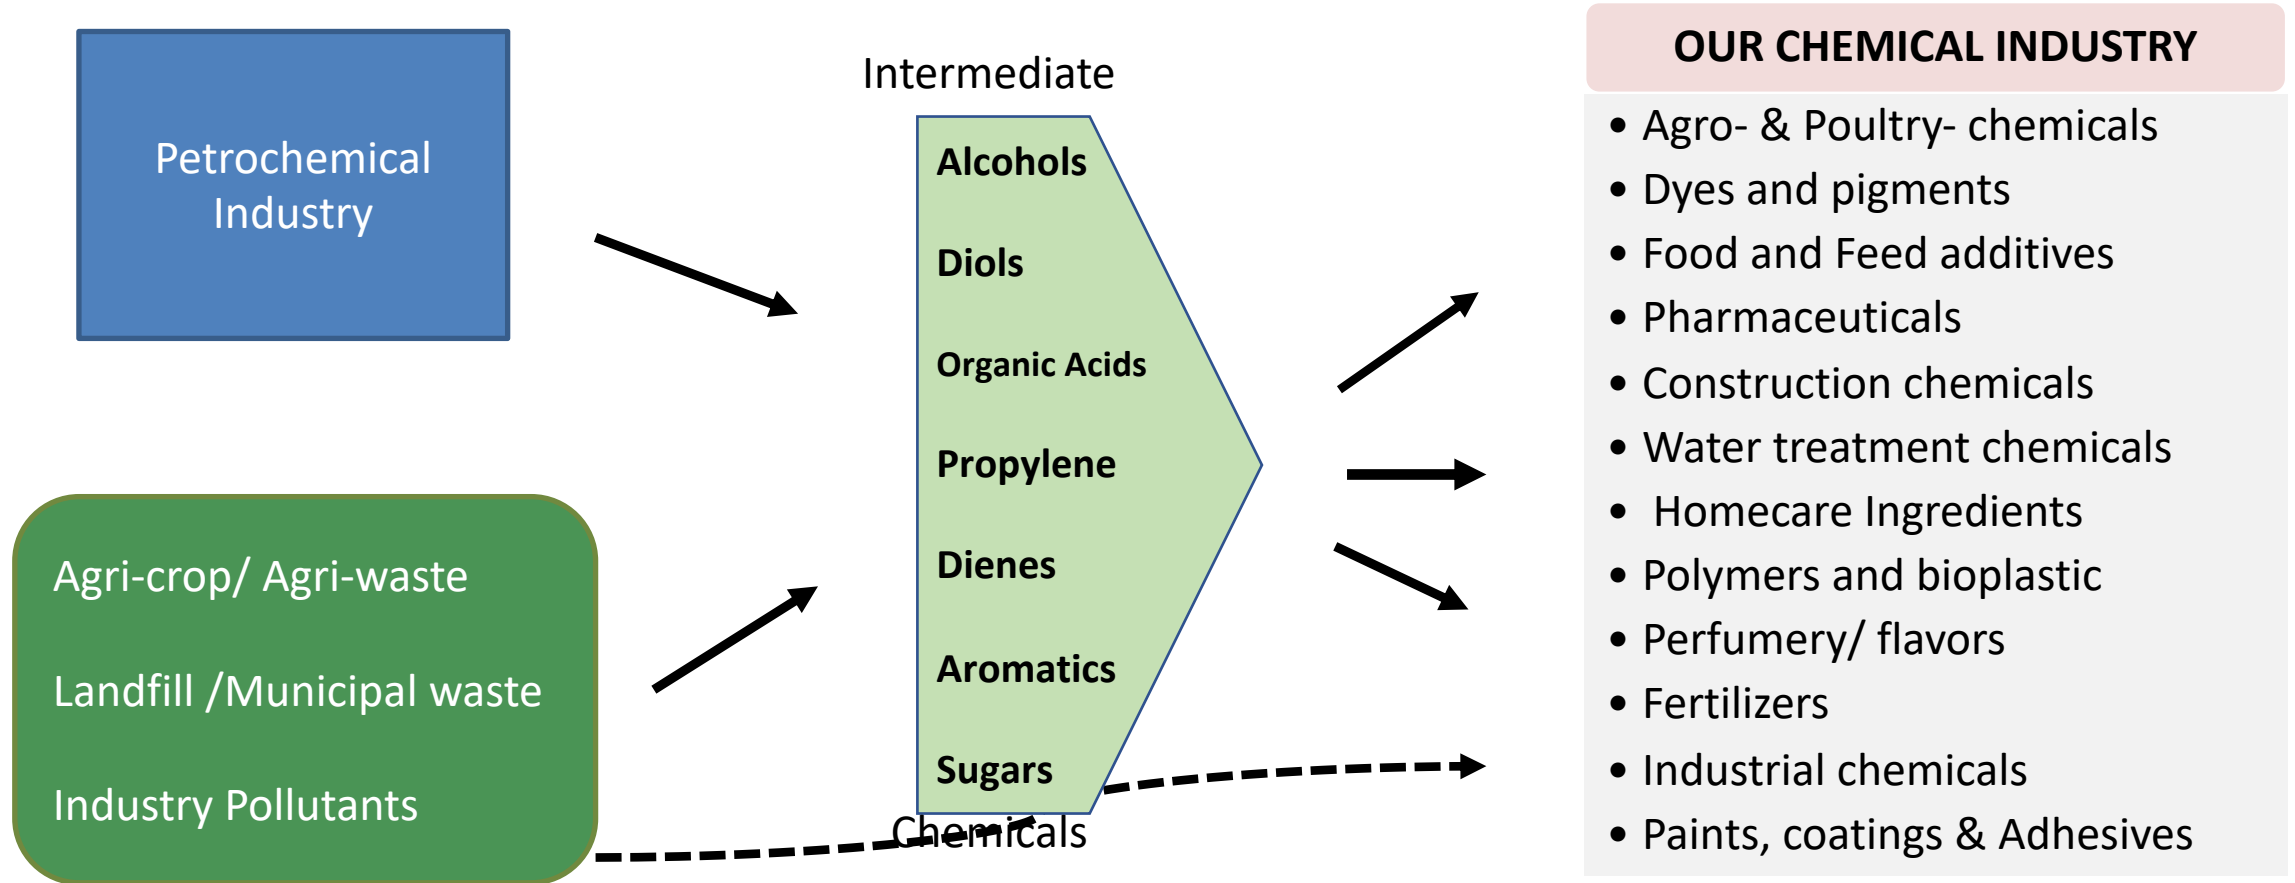 Petrochemical
Industry
Agri-crop/ Agri-waste
Landfill /Municipal waste
Industry Pollutants
Intermediate
Alcohols
Diols
Organic Acids
Propylene
Dienes
Aromatics
Sugars
Chemicals
OUR CHEMICAL INDUSTRY
• Agro- & Poultry- chemicals
• Dyes and pigments
• Food and Feed additives
• Pharmaceuticals
• Construction chemicals
• Water treatment chemicals
• Homecare Ingredients
• Polymers and bioplastic
• Perfumery/ flavors
• Fertilizers
• Industrial chemicals
• Paints, coatings & Adhesives